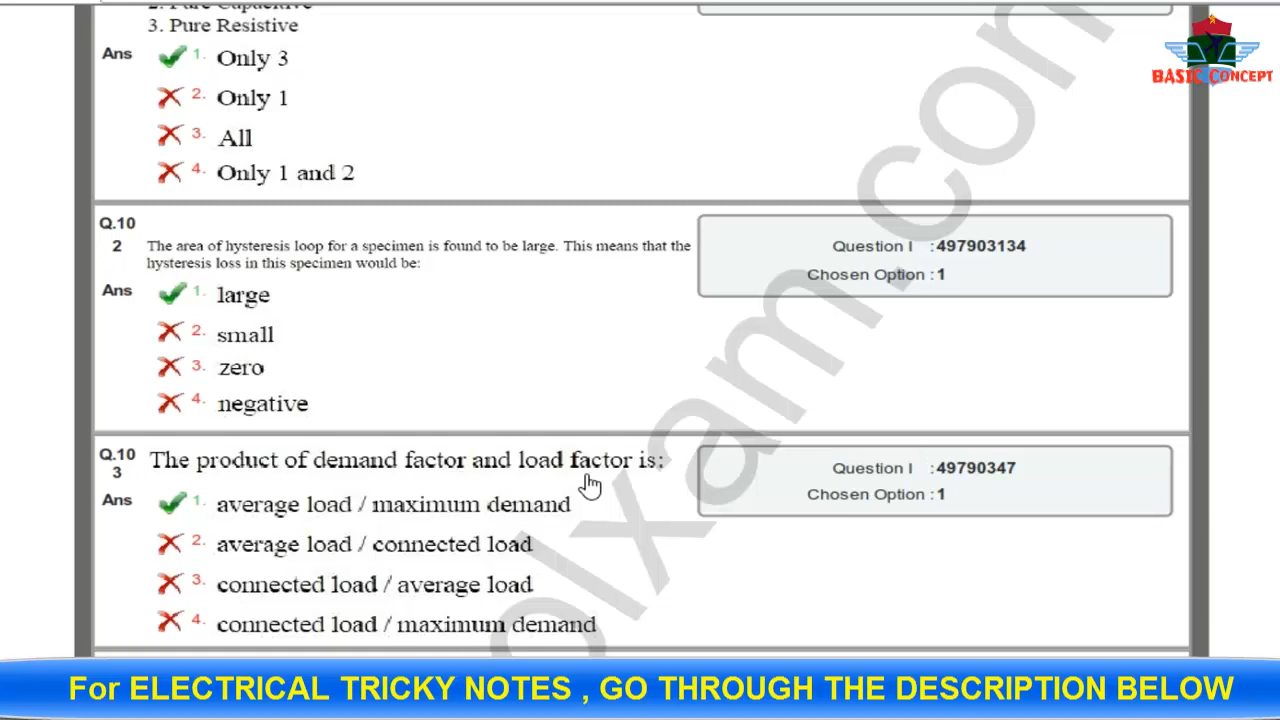 2. Pure Capacitive
3. Pure Resistive
Ans
1. Only 3
2. Only 1
3. All
4. Only 1 and 2
BASIC CONCEPT
Q.10
2 The area of hysteresis loop for a specimen is found to be large. This means that the
hysteresis loss in this specimen would be:
Question I : 497903134
Chosen Option : 1
Ans
1. large
2. small
3. zero
4. negative
Q.10
3 The product of demand factor and load factor is:
Question I : 49790347
Chosen Option : 1
Ans
1. average load / maximum demand
2. average load / connected load
3. connected load / average load
4. connected load / maximum demand
olxam.com
For ELECTRICAL TRICKY NOTES , GO THROUGH THE DESCRIPTION BELOW